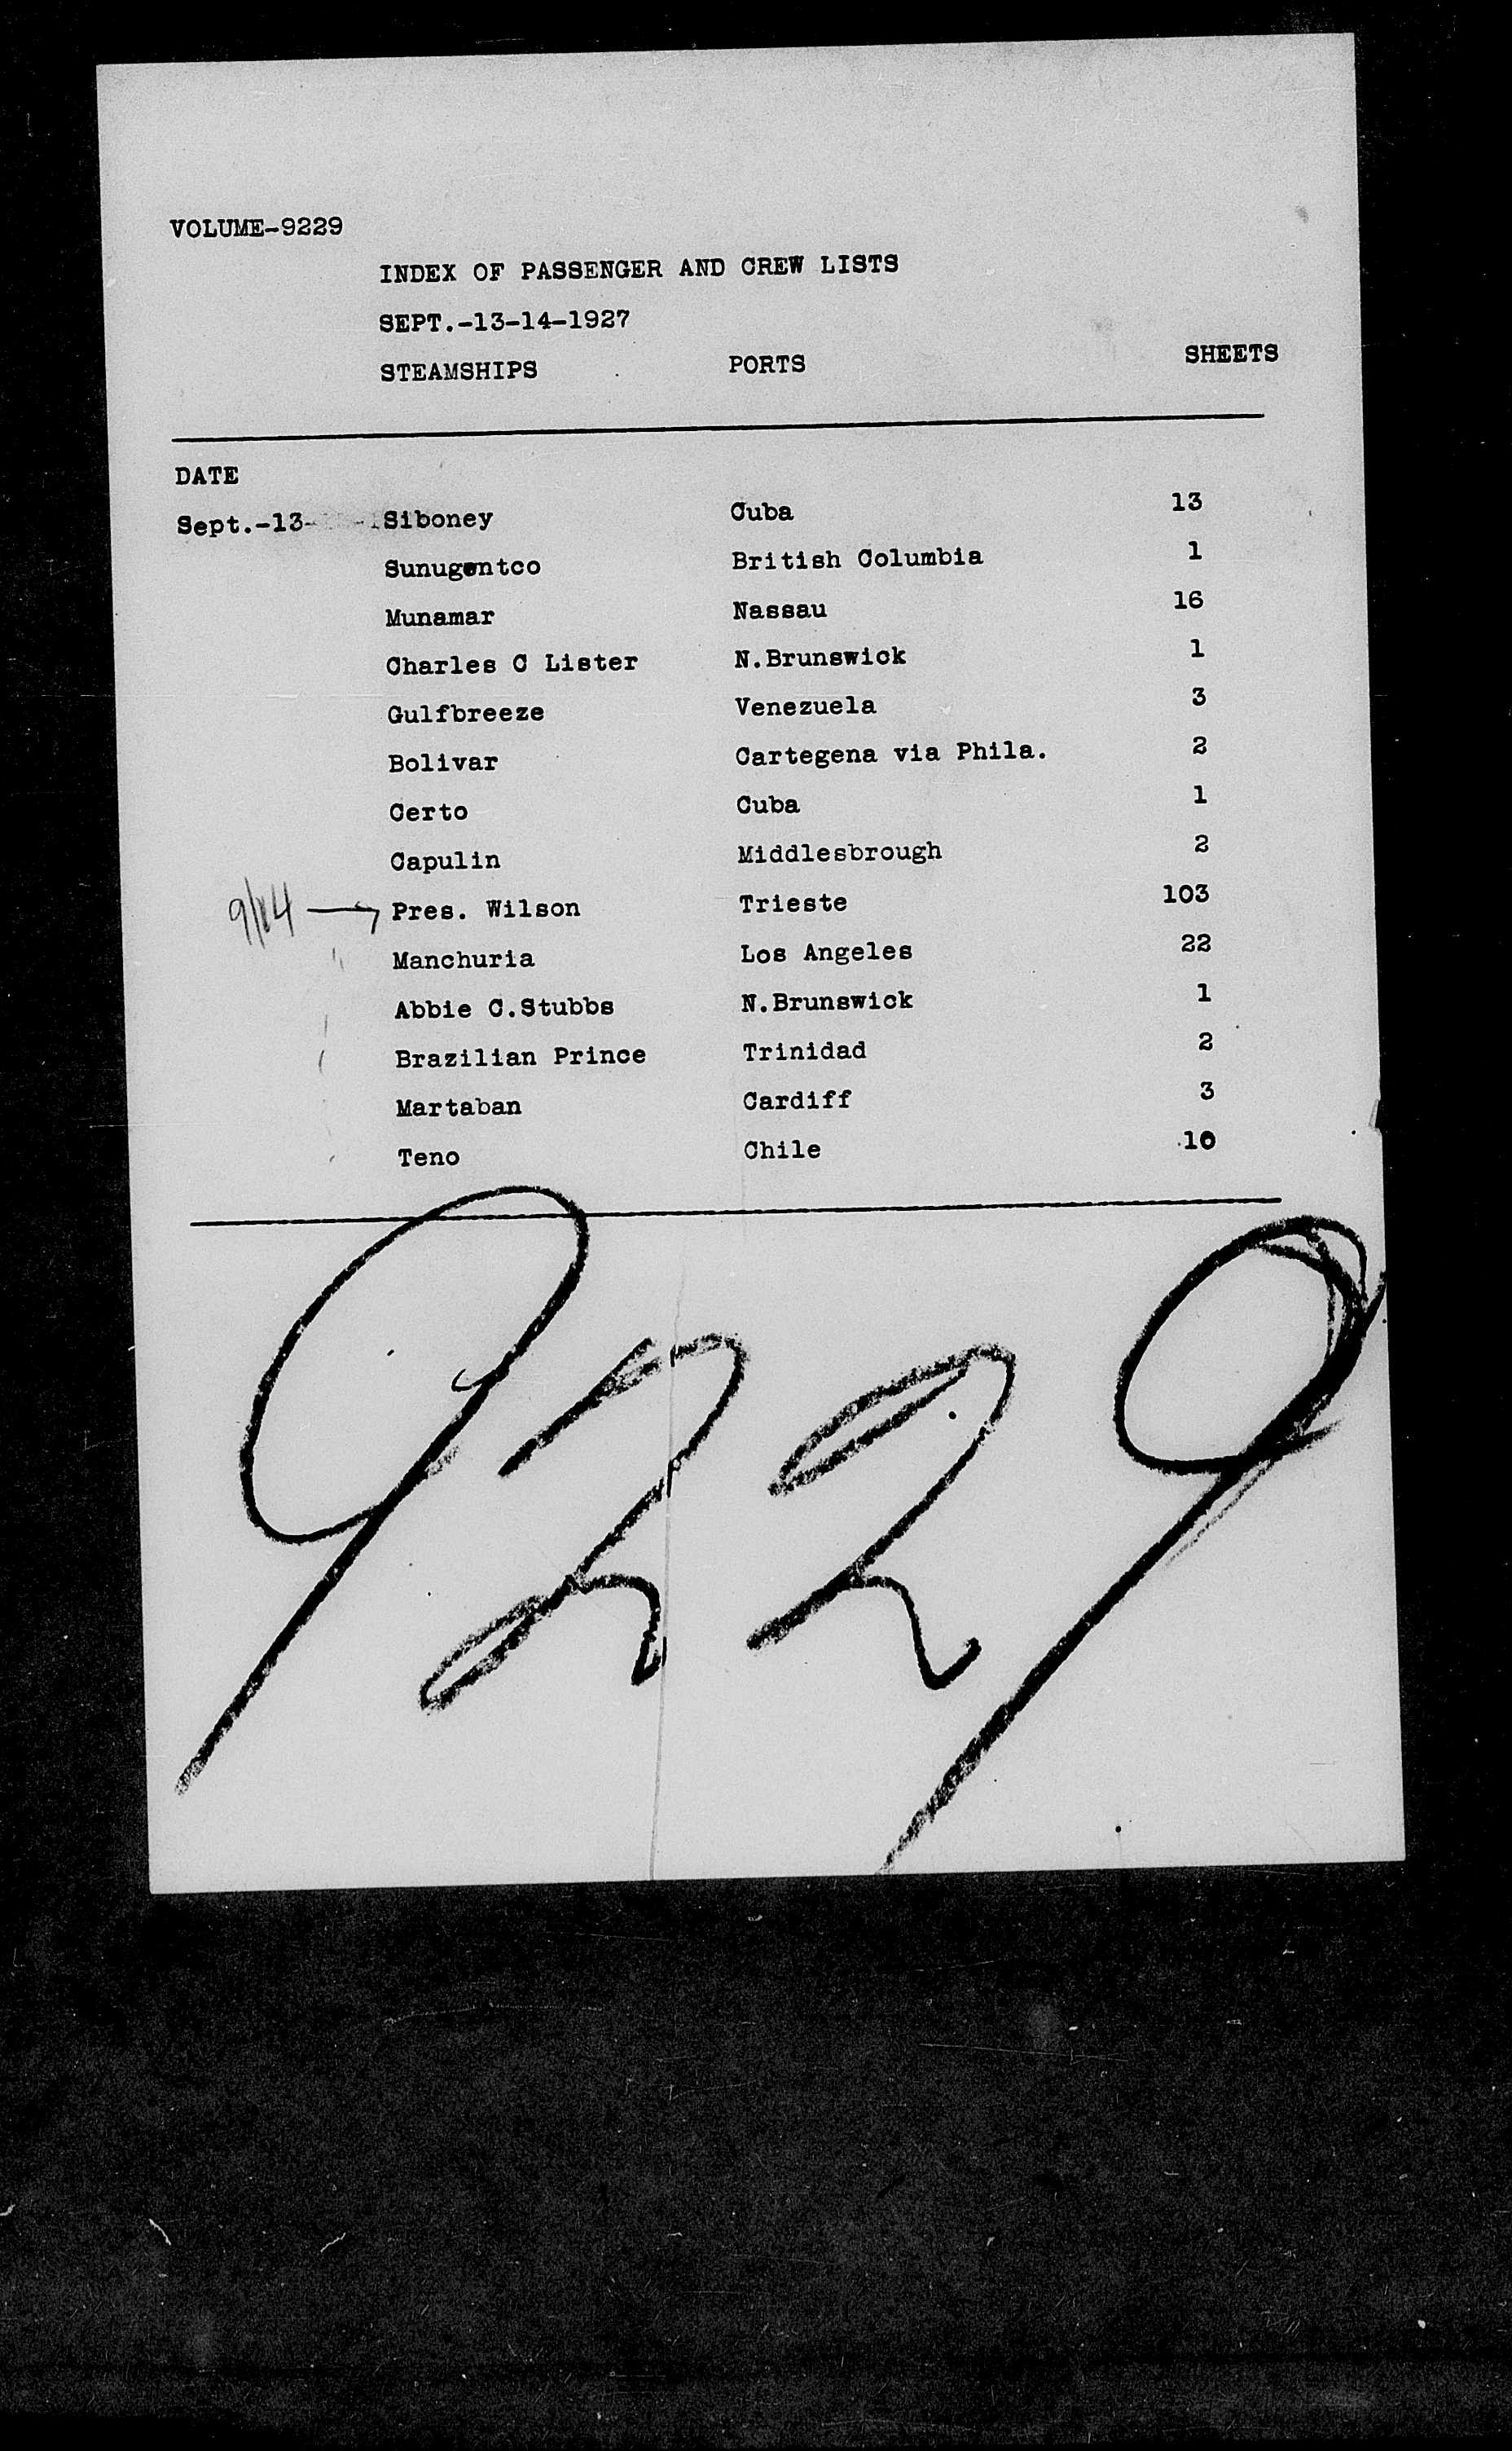 VOLUME-9229
INDEX OF PASSENGER AND CREW LISTS
SEPT.-13-14-1927
STEAMSHIPS PORTS SHEETS
DATE
Sept.-13- Siboney Cuba 13
Sunugentco British Columbia 1
Munamar Nassau 16
Charles C Lister N.Brunswick 1
Gulfbreeze Venezuela 3
Bolivar Cartegena via Phila. 2
Certo Cuba 1
Capulin Middlesbrough 2
9/14 Pres. Wilson Trieste 103
Manchuria Los Angeles 22
Abbie C.Stubbs N.Brunswick 1
Brazilian Prince Trinidad 2
Martaban Cardiff 3
Teno Chile 10
9229